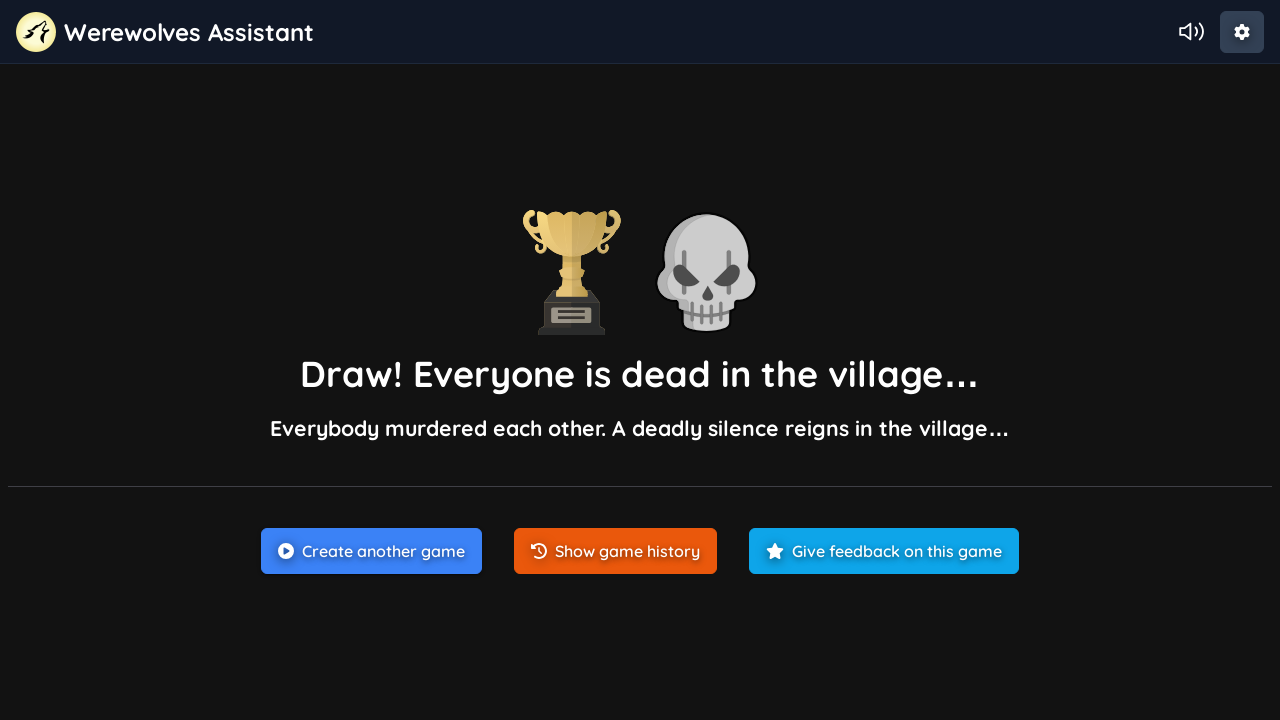 Werewolves Assistant
Draw! Everyone is dead in the village...
Everybody murdered each other. A deadly silence reigns in the village...
Create another game
Show game history
Give feedback on this game